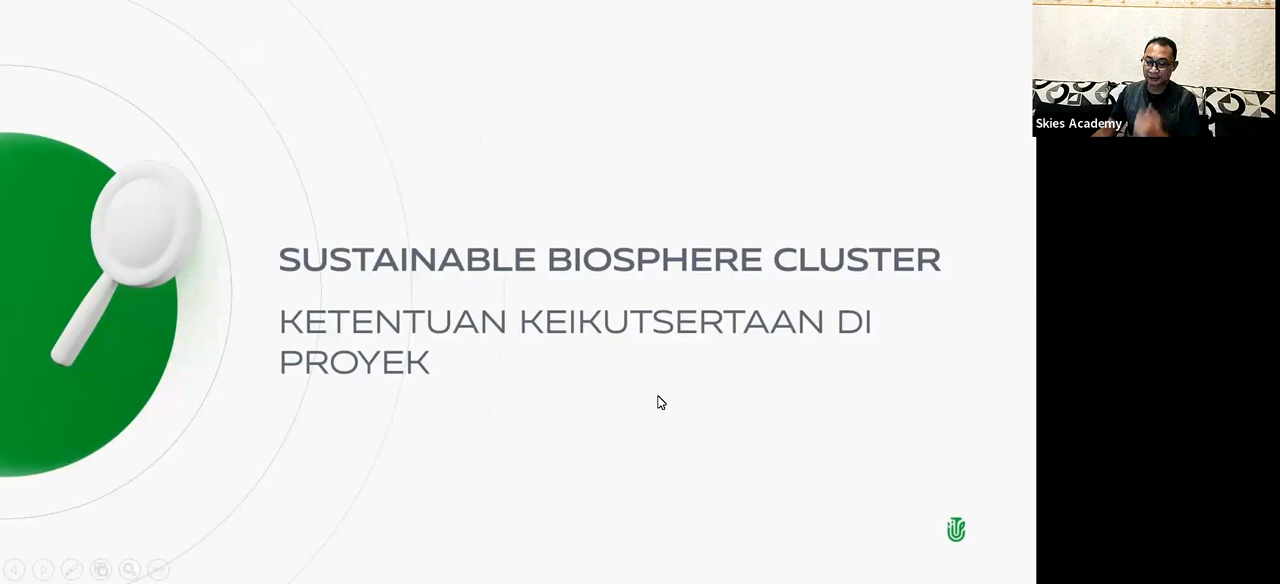 SUSTAINABLE BIOSPHERE CLUSTER
KETENTUAN KEIKUTSERTAAN DI
PROYEK
Skies Academy